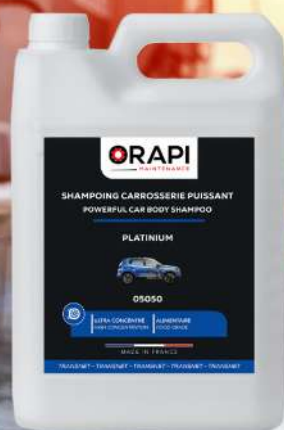 ORAPI
MAINTENANCE
SHAMPOING CARROSSERIE PUISSANT
POWERFUL CAR BODY SHAMPOO
PLATINIUM
05050
ULTRA CONCENTRÉ
HIGH CONCENTRATION
ALIMENTAIRE
FOOD GRADE
MADE IN FRANCE
TRANSNET - TRANSNET - TRANSNET - TRANSNET - TRANSNET